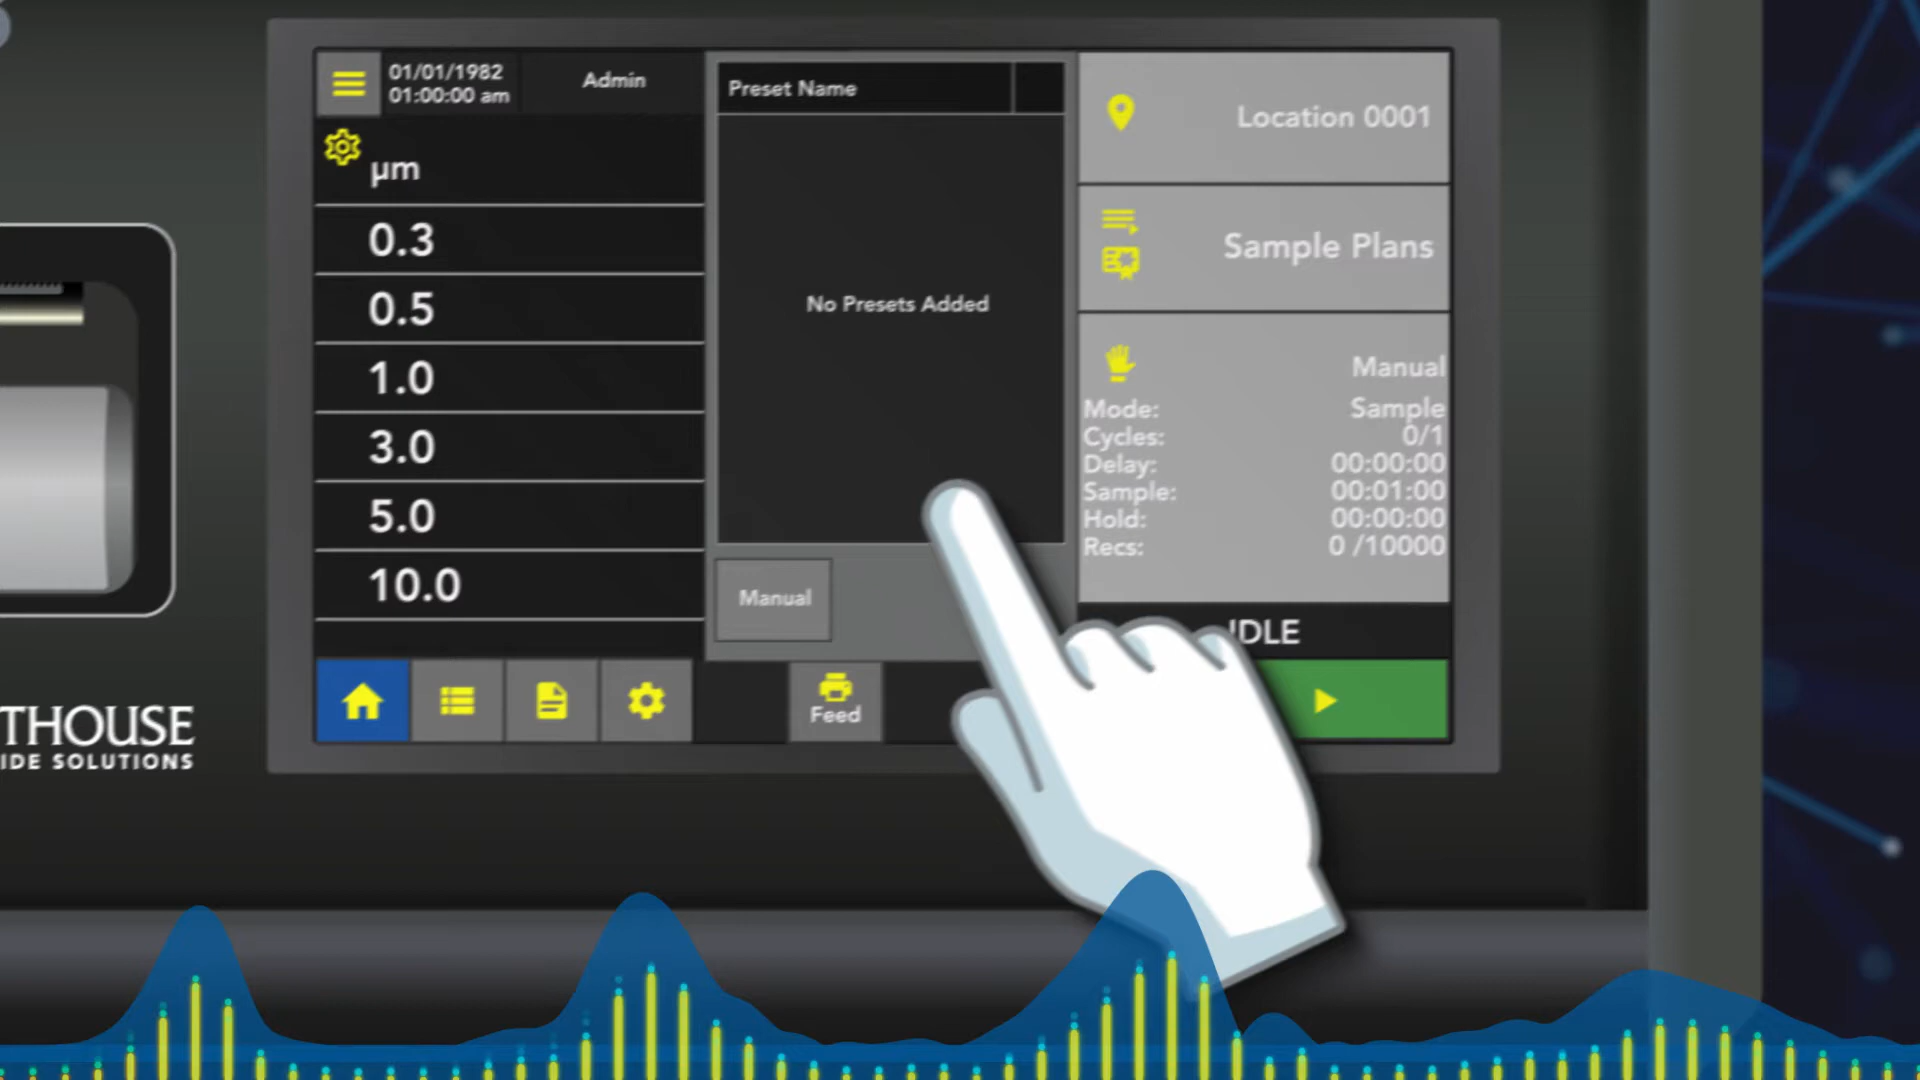 01/01/1982
01:00:00 am
Admin
µm
0.3
0.5
1.0
3.0
5.0
10.0
Preset Name
No Presets Added
Manual
Feed
Location 0001
Sample Plans
Manual
Mode: Sample
Cycles: 0/1
Delay: 00:00:00
Sample: 00:01:00
Hold: 00:00:00
Recs: 0 /10000
IDLE
THOUSE
IDE SOLUTIONS